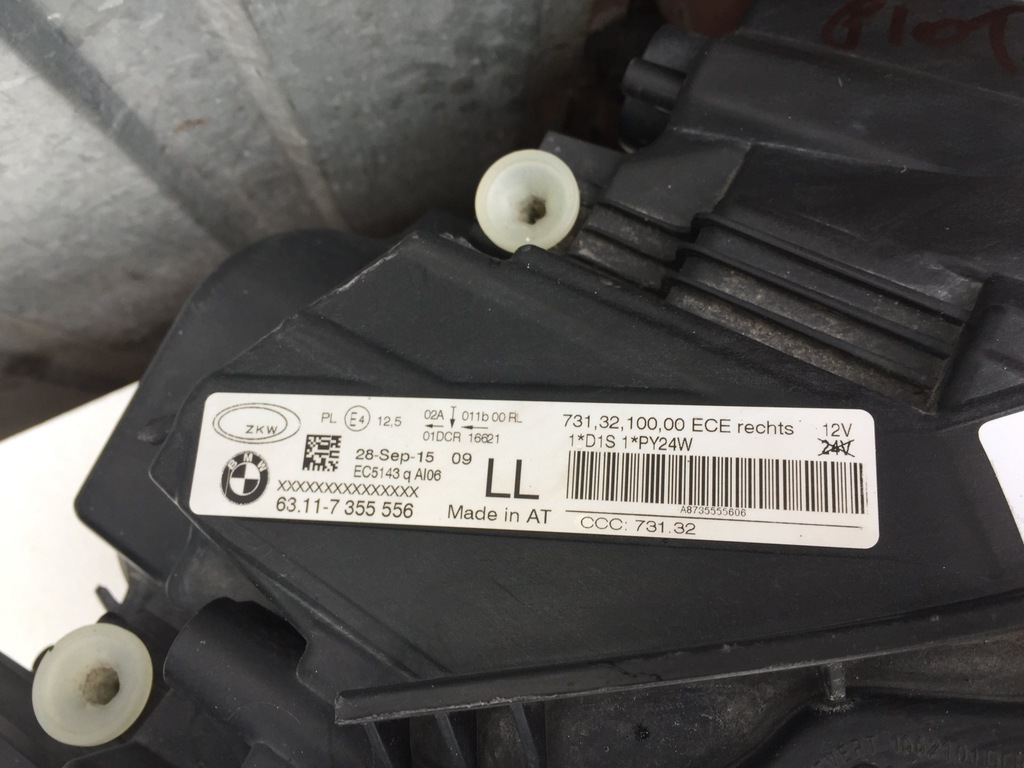 ZKW
PL E4 12,5 02A 011b 00 RL
01DCR 16621
28-Sep-15 09
EC5143 q AI06
BMW
XXXXXXXXXXXXXXX
63.11-7 355 556
LL
Made in AT
731,32,100,00 ECE rechts 12V
1*D1S 1*PY24W 24V
A8735555606
CCC: 731.32